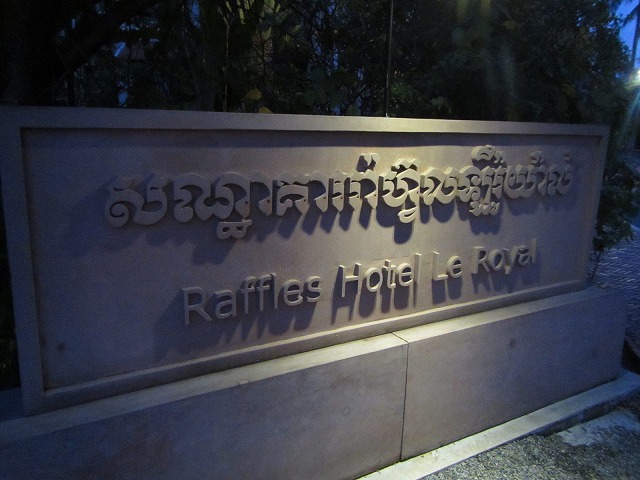 សណ្ឋាគាររ៉ាហ្វលឡឺរ៉ូយ៉ាល់
Raffles Hotel Le Royal